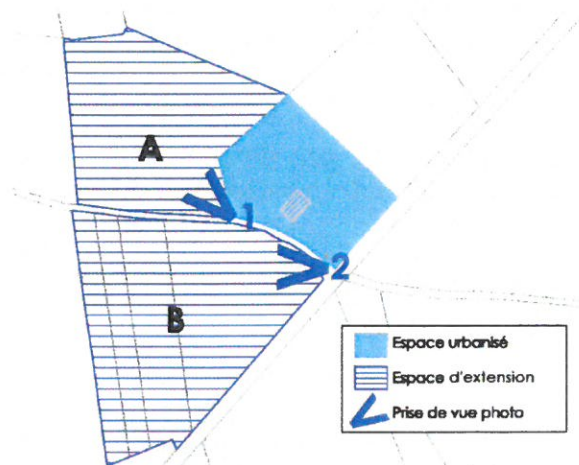 A
1
2
B
Espace urbanisé
Espace d'extension
Prise de vue photo